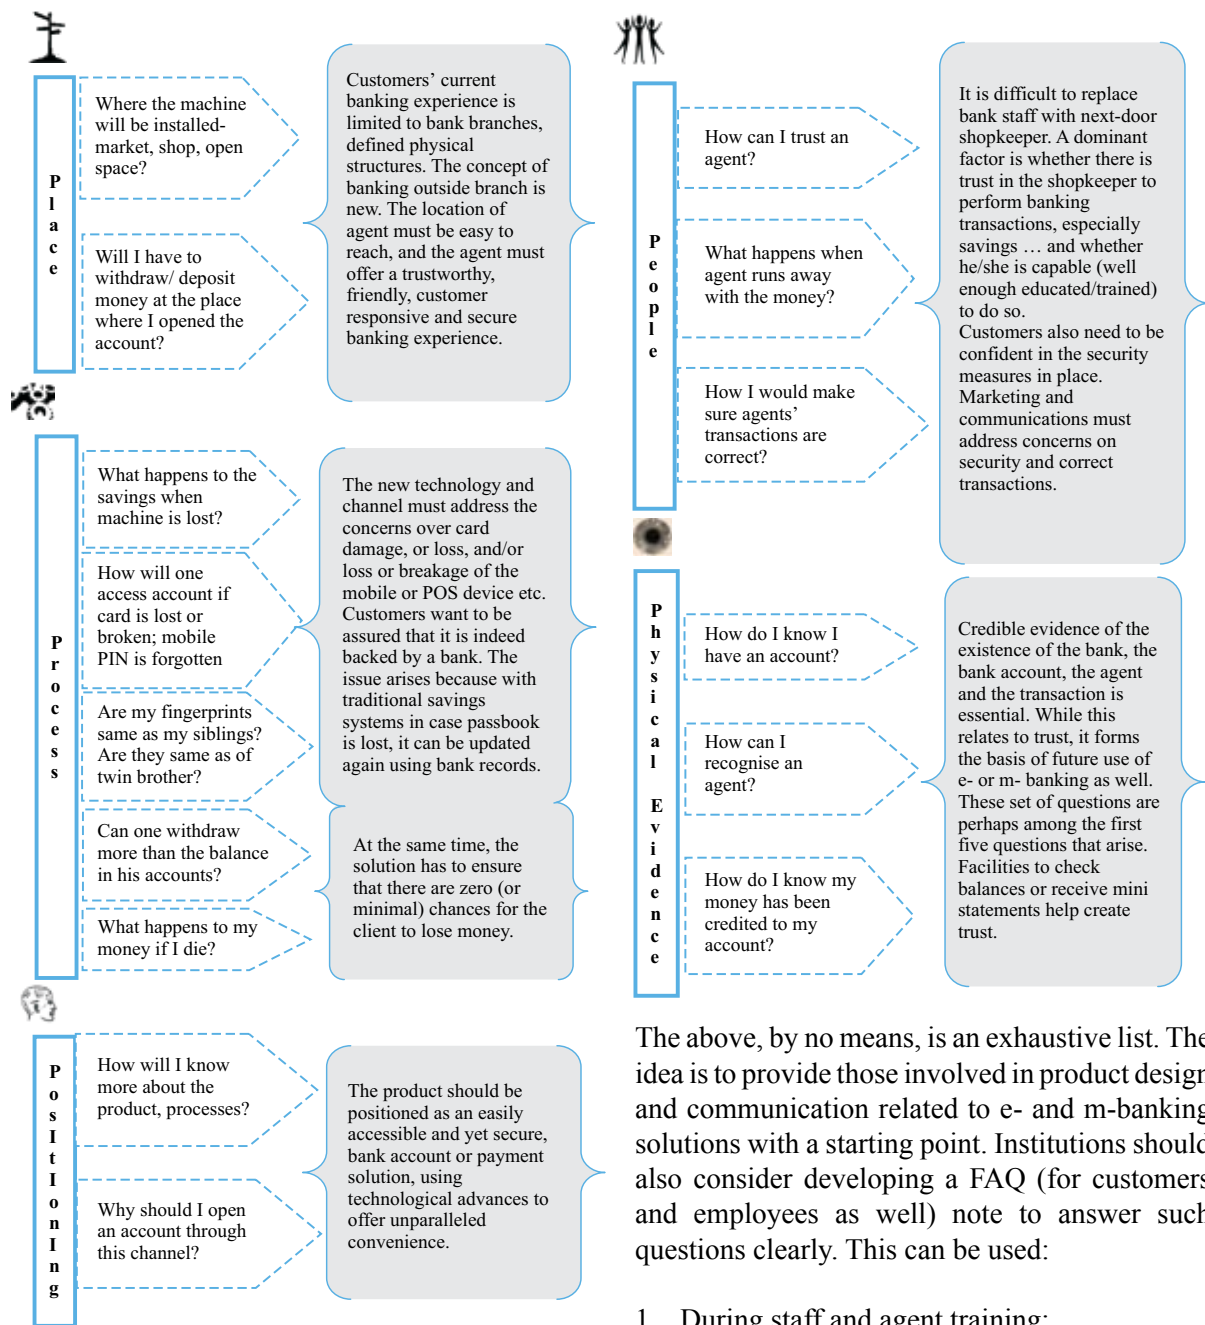 Place
Where the machine
will be installed-
market, shop, open
space?
Will I have to
withdraw/ deposit
money at the place
where I opened the
account?
Customers’ current
banking experience is
limited to bank branches,
defined physical
structures. The concept of
banking outside branch is
new. The location of
agent must be easy to
reach, and the agent must
offer a trustworthy,
friendly, customer
responsive and secure
banking experience.
Process
What happens to the
savings when
machine is lost?
How will one
access account if
card is lost or
broken; mobile
PIN is forgotten
Are my fingerprints
same as my siblings?
Are they same as of
twin brother?
Can one withdraw
more than the balance
in his accounts?
What happens to my
money if I die?
The new technology and
channel must address the
concerns over card
damage, or loss, and/or
loss or breakage of the
mobile or POS device etc.
Customers want to be
assured that it is indeed
backed by a bank. The
issue arises because with
traditional savings
systems in case passbook
is lost, it can be updated
again using bank records.
At the same time, the
solution has to ensure
that there are zero (or
minimal) chances for the
client to lose money.
PosItIonIng
How will I know
more about the
product, processes?
Why should I open
an account through
this channel?
The product should be
positioned as an easily
accessible and yet secure,
bank account or payment
solution, using
technological advances to
offer unparalleled
convenience.
People
How can I trust an
agent?
What happens when
agent runs away
with the money?
How I would make
sure agents’
transactions are
correct?
It is difficult to replace
bank staff with next-door
shopkeeper. A dominant
factor is whether there is
trust in the shopkeeper to
perform banking
transactions, especially
savings … and whether
he/she is capable (well
enough educated/trained)
to do so.
Customers also need to be
confident in the security
measures in place.
Marketing and
communications must
address concerns on
security and correct
transactions.
Physical Evidence
How do I know I
have an account?
How can I
recognise an
agent?
How do I know my
money has been
credited to my
account?
Credible evidence of the
existence of the bank, the
bank account, the agent
and the transaction is
essential. While this
relates to trust, it forms
the basis of future use of
e- or m- banking as well.
These set of questions are
perhaps among the first
five questions that arise.
Facilities to check
balances or receive mini
statements help create
trust.
The above, by no means, is an exhaustive list. The
idea is to provide those involved in product design
and communication related to e- and m-banking
solutions with a starting point. Institutions should
also consider developing a FAQ (for customers
and employees as well) note to answer such
questions clearly. This can be used:
1. During staff and agent training;